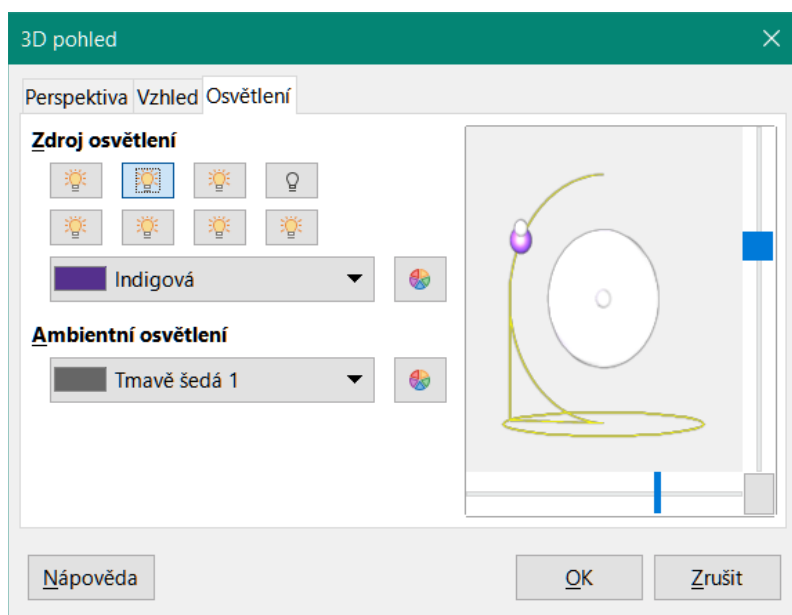 3D pohled
Perspektiva Vzhled Osvětlení
Zdroj osvětlení
Indigová
Ambientní osvětlení
Tmavě šedá 1
Nápověda OK Zrušit